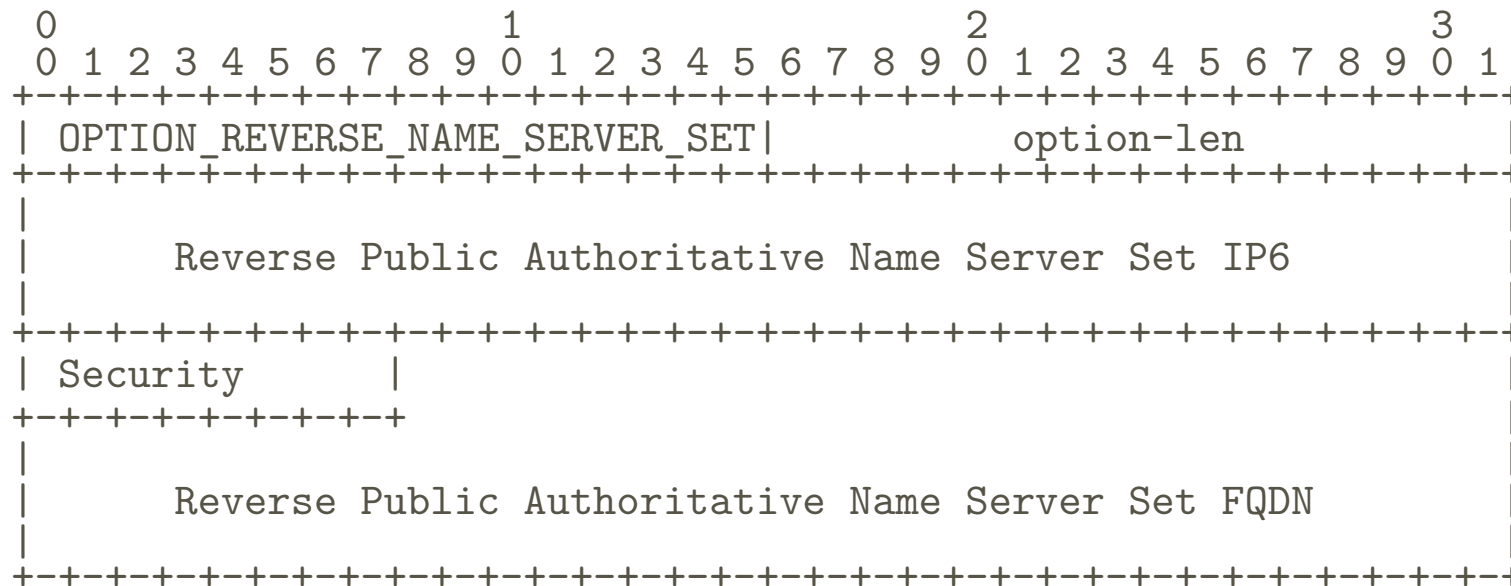 0                   1                   2                   3
 0 1 2 3 4 5 6 7 8 9 0 1 2 3 4 5 6 7 8 9 0 1 2 3 4 5 6 7 8 9 0 1
+-+-+-+-+-+-+-+-+-+-+-+-+-+-+-+-+-+-+-+-+-+-+-+-+-+-+-+-+-+-+-+-+
| OPTION_REVERSE_NAME_SERVER_SET|          option-len           |
+-+-+-+-+-+-+-+-+-+-+-+-+-+-+-+-+-+-+-+-+-+-+-+-+-+-+-+-+-+-+-+-+
|                                                               |
|      Reverse Public Authoritative Name Server Set IP6         |
|                                                               |
+-+-+-+-+-+-+-+-+-+-+-+-+-+-+-+-+-+-+-+-+-+-+-+-+-+-+-+-+-+-+-+-+
| Security      |                                               |
+-+-+-+-+-+-+-+-+                                               |
|                                                               |
|      Reverse Public Authoritative Name Server Set FQDN        |
|                                                               |
+-+-+-+-+-+-+-+-+-+-+-+-+-+-+-+-+-+-+-+-+-+-+-+-+-+-+-+-+-+-+-+-+